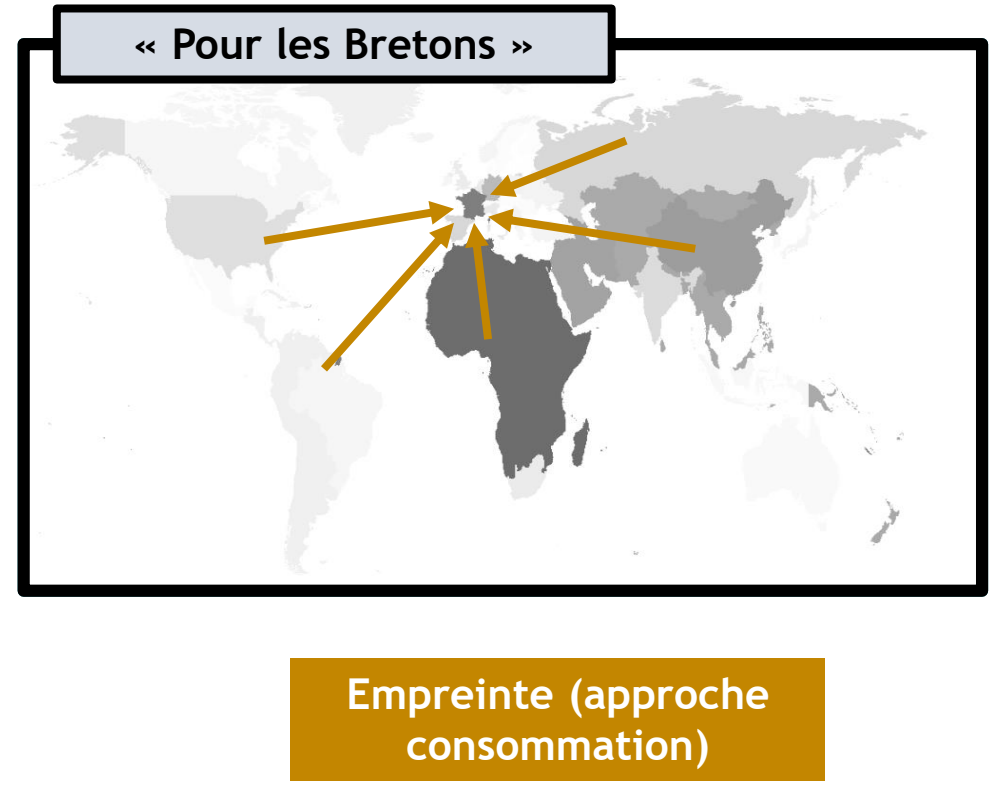 « Pour les Bretons »
Empreinte (approche
consommation)